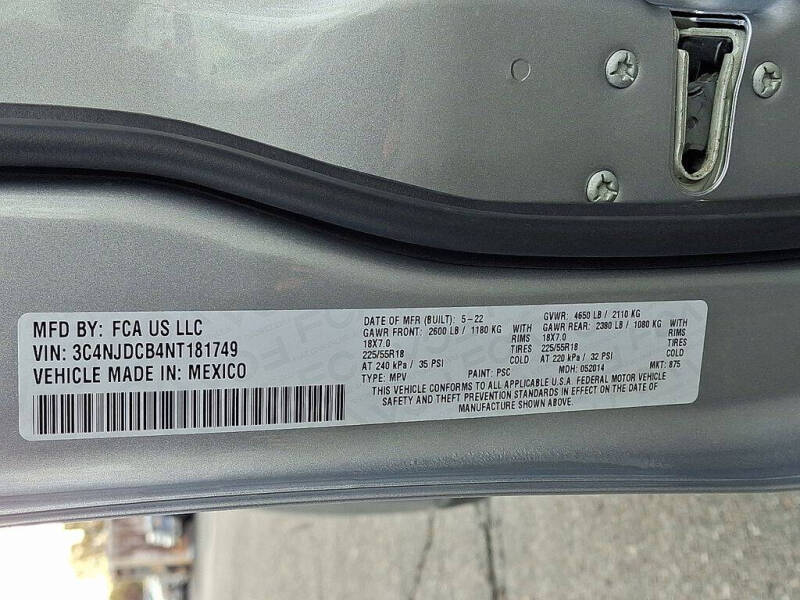 MFD BY: FCA US LLC
VIN: 3C4NJDCB4NT181749
VEHICLE MADE IN: MEXICO
DATE OF MFR (BUILT): 5-22 GVWR: 4650 LB / 2110 KG
GAWR FRONT: 2600 LB / 1180 KG WITH GAWR REAR: 2380 LB / 1080 KG WITH
18X7.0 RIMS 18X7.0 RIMS
225/55R18 TIRES 225/55R18 TIRES
AT 240 kPa / 35 PSI COLD AT 220 kPa / 32 PSI COLD
TYPE: MPV PAINT: PSC MDH: 052014 MKT: 875
THIS VEHICLE CONFORMS TO ALL APPLICABLE U.S.A. FEDERAL MOTOR VEHICLE
SAFETY AND THEFT PREVENTION STANDARDS IN EFFECT ON THE DATE OF
MANUFACTURE SHOWN ABOVE.